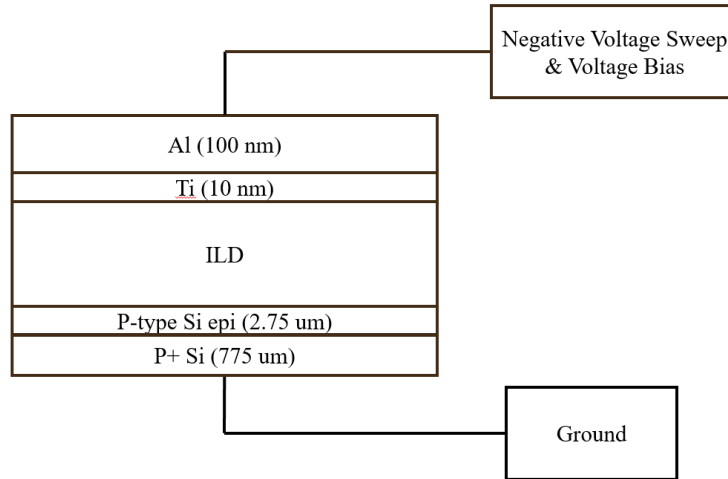 Negative Voltage Sweep
& Voltage Bias
Al (100 nm)
Ti (10 nm)
ILD
P-type Si epi (2.75 um)
P+ Si (775 um)
Ground